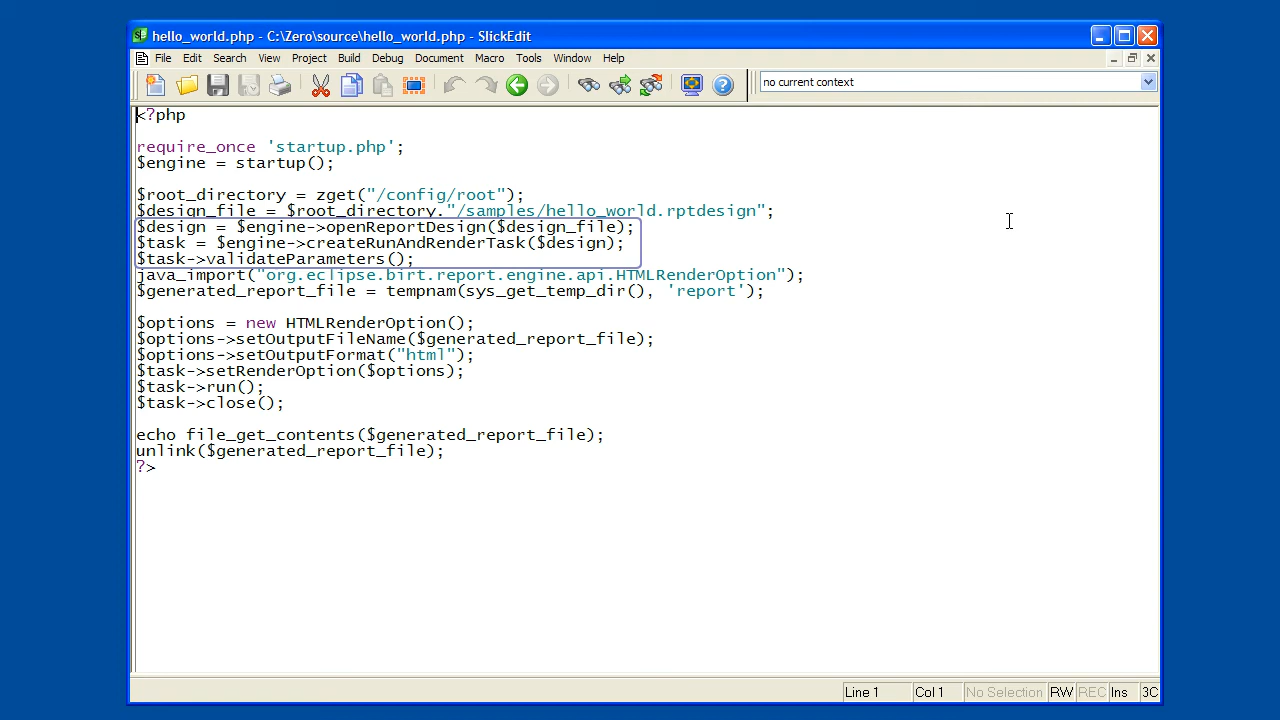 hello_world.php - C:\Zero\source\hello_world.php - SlickEdit
File Edit Search View Project Build Debug Document Macro Tools Window Help
no current context
<?php
require_once 'startup.php';
$engine = startup();
$root_directory = zget("/config/root");
$design_file = $root_directory."/samples/hello_world.rptdesign";
$design = $engine->openReportDesign($design_file);
$task = $engine->createRunAndRenderTask($design);
$task->validateParameters();
java_import("org.eclipse.birt.report.engine.api.HTMLRenderOption");
$generated_report_file = tempnam(sys_get_temp_dir(), 'report');
$options = new HTMLRenderOption();
$options->setOutputFileName($generated_report_file);
$options->setOutputFormat("html");
$task->setRenderOption($options);
$task->run();
$task->close();
echo file_get_contents($generated_report_file);
unlink($generated_report_file);
?>
Line 1 Col 1 No Selection RW REC Ins 3C